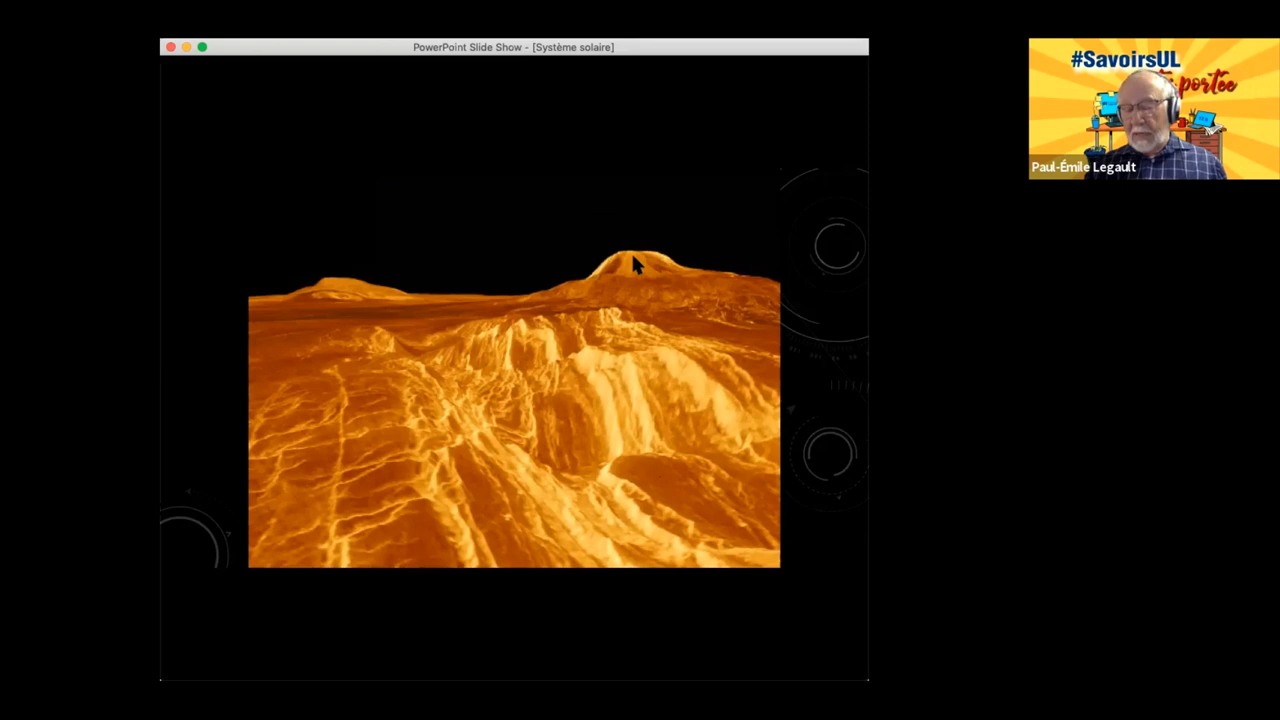 PowerPoint Slide Show - [Système solaire]
#SavoirsUL
portée
Paul-Émile Legault